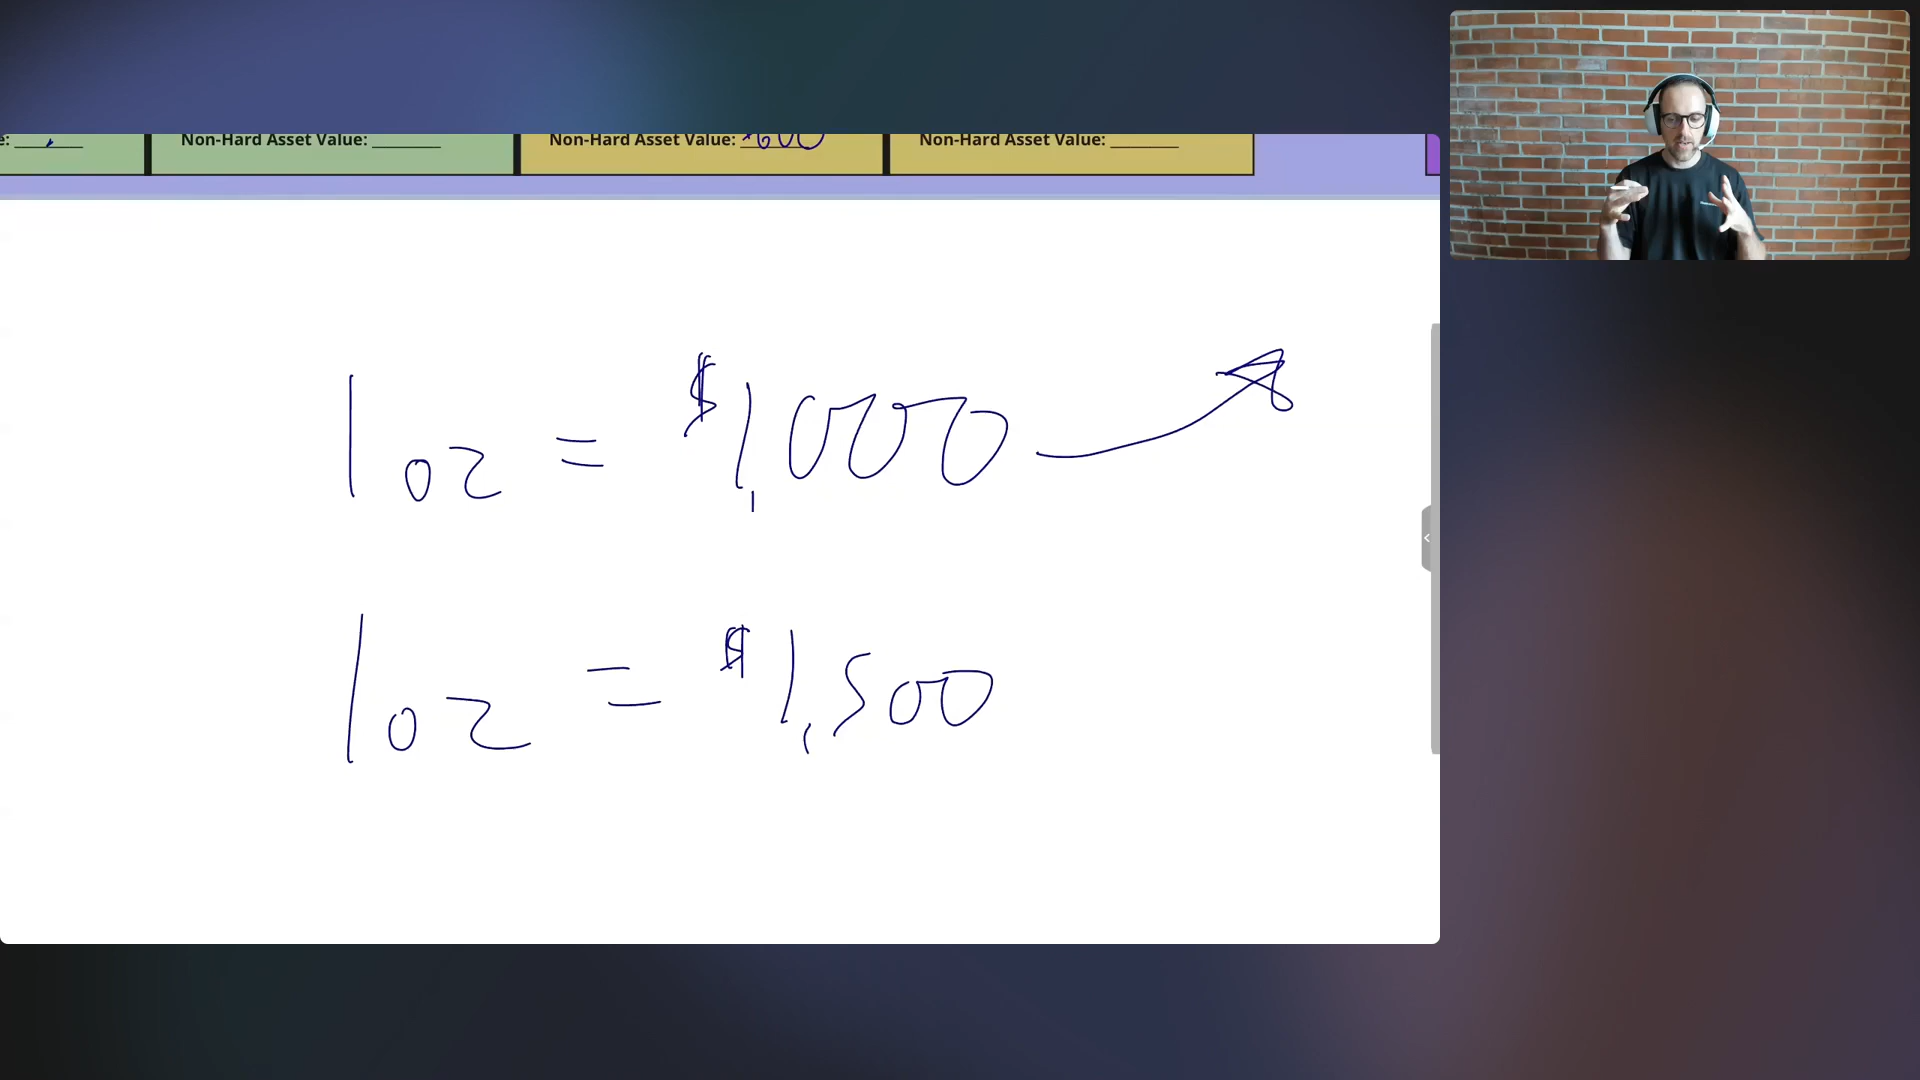 Non-Hard Asset Value: Non-Hard Asset Value: Non-Hard Asset Value:
1 oz = $1,000
1 oz = $1,500